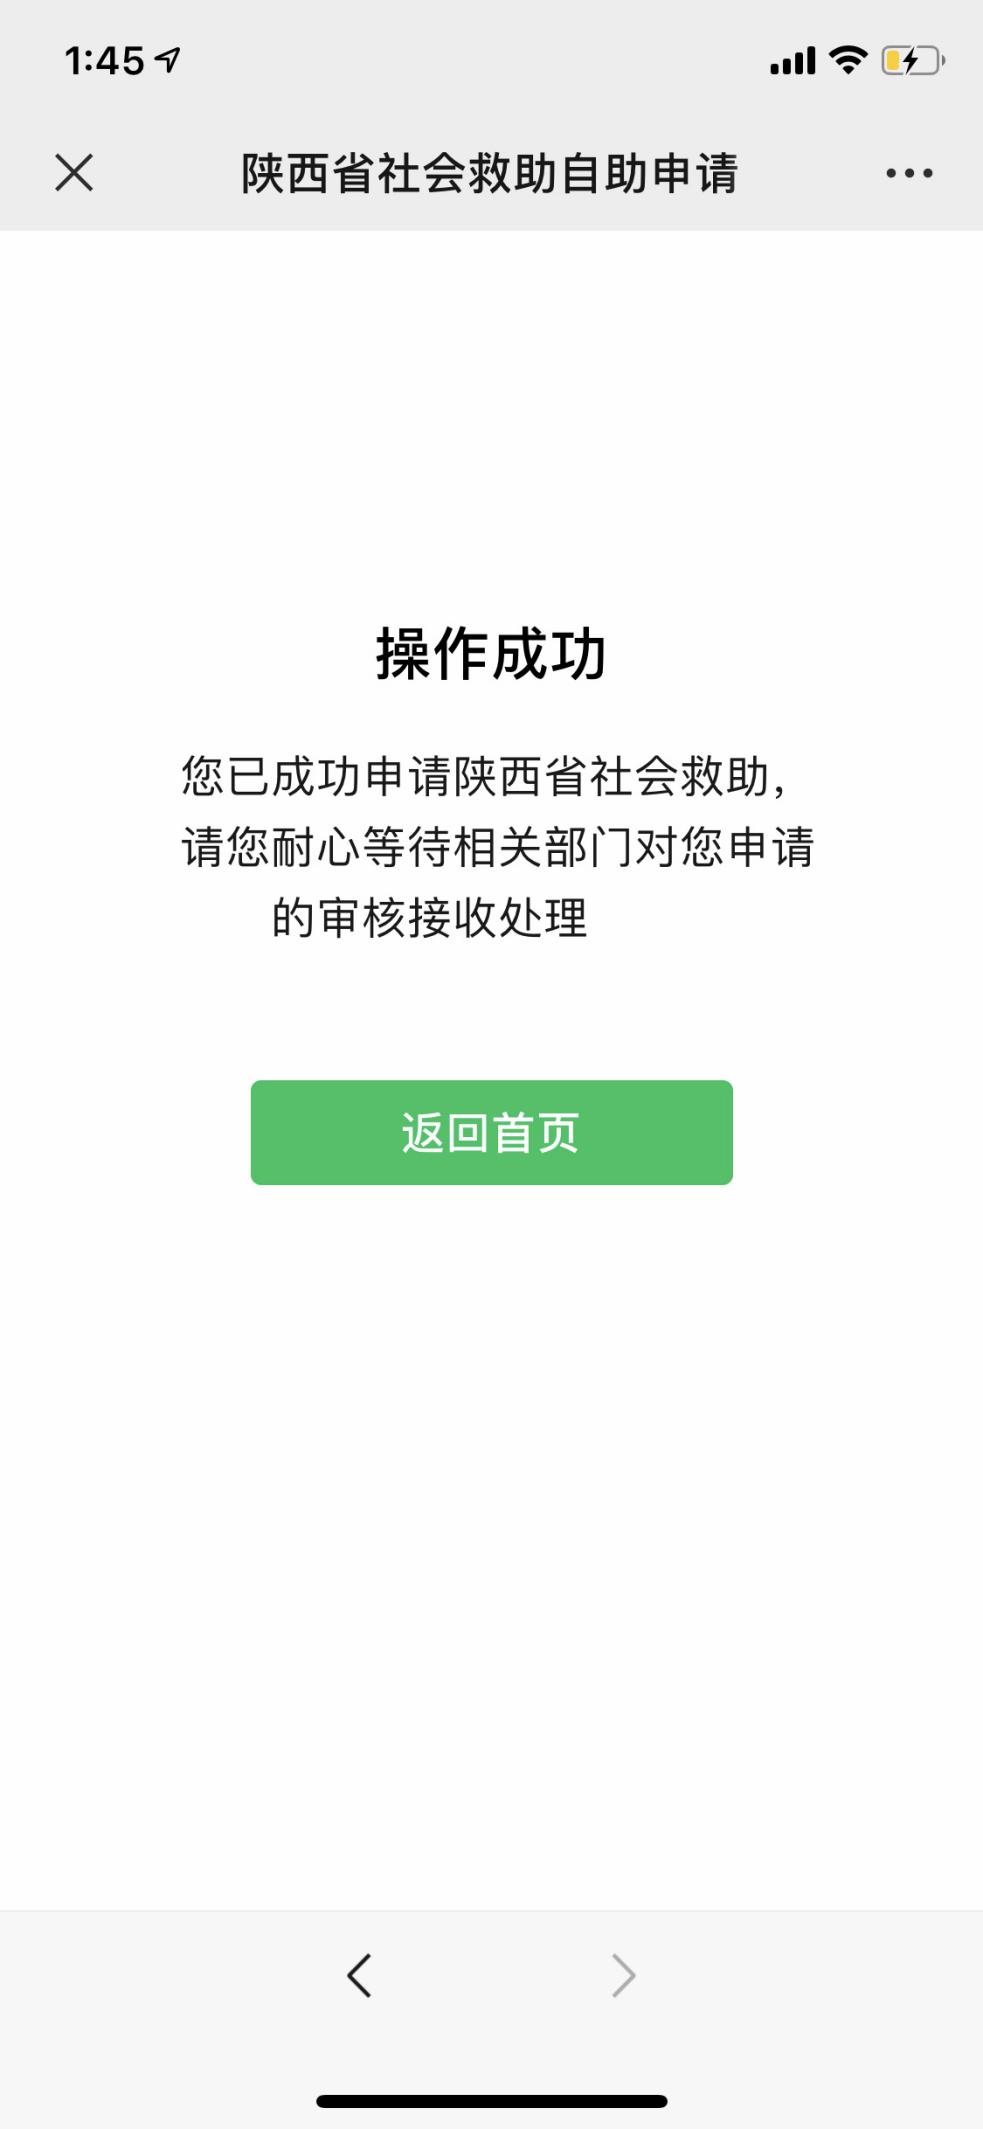 1:45
陕西省社会救助自助申请
操作成功
您已成功申请陕西省社会救助,
请您耐心等待相关部门对您申请
的审核接收处理
返回首页